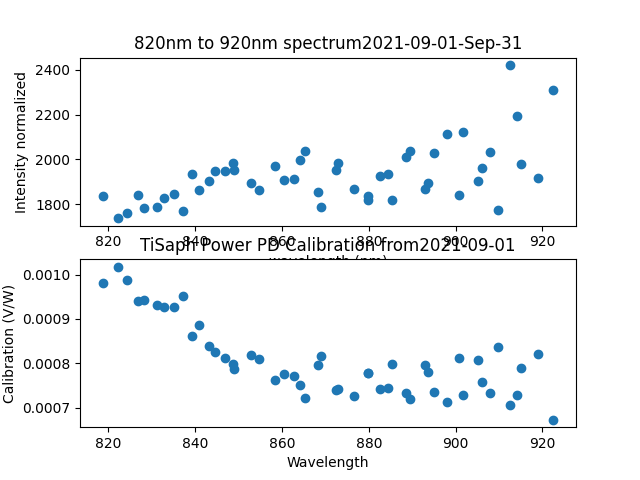 820nm to 920nm spectrum2021-09-01-Sep-31
Intensity normalized
2400
2200
2000
1800
820 840 860 880 900 920
wavelength (nm)
TiSaph Power PD Calibration from2021-09-01
Calibration (V/W)
0.0010
0.0009
0.0008
0.0007
820 840 860 880 900 920
Wavelength